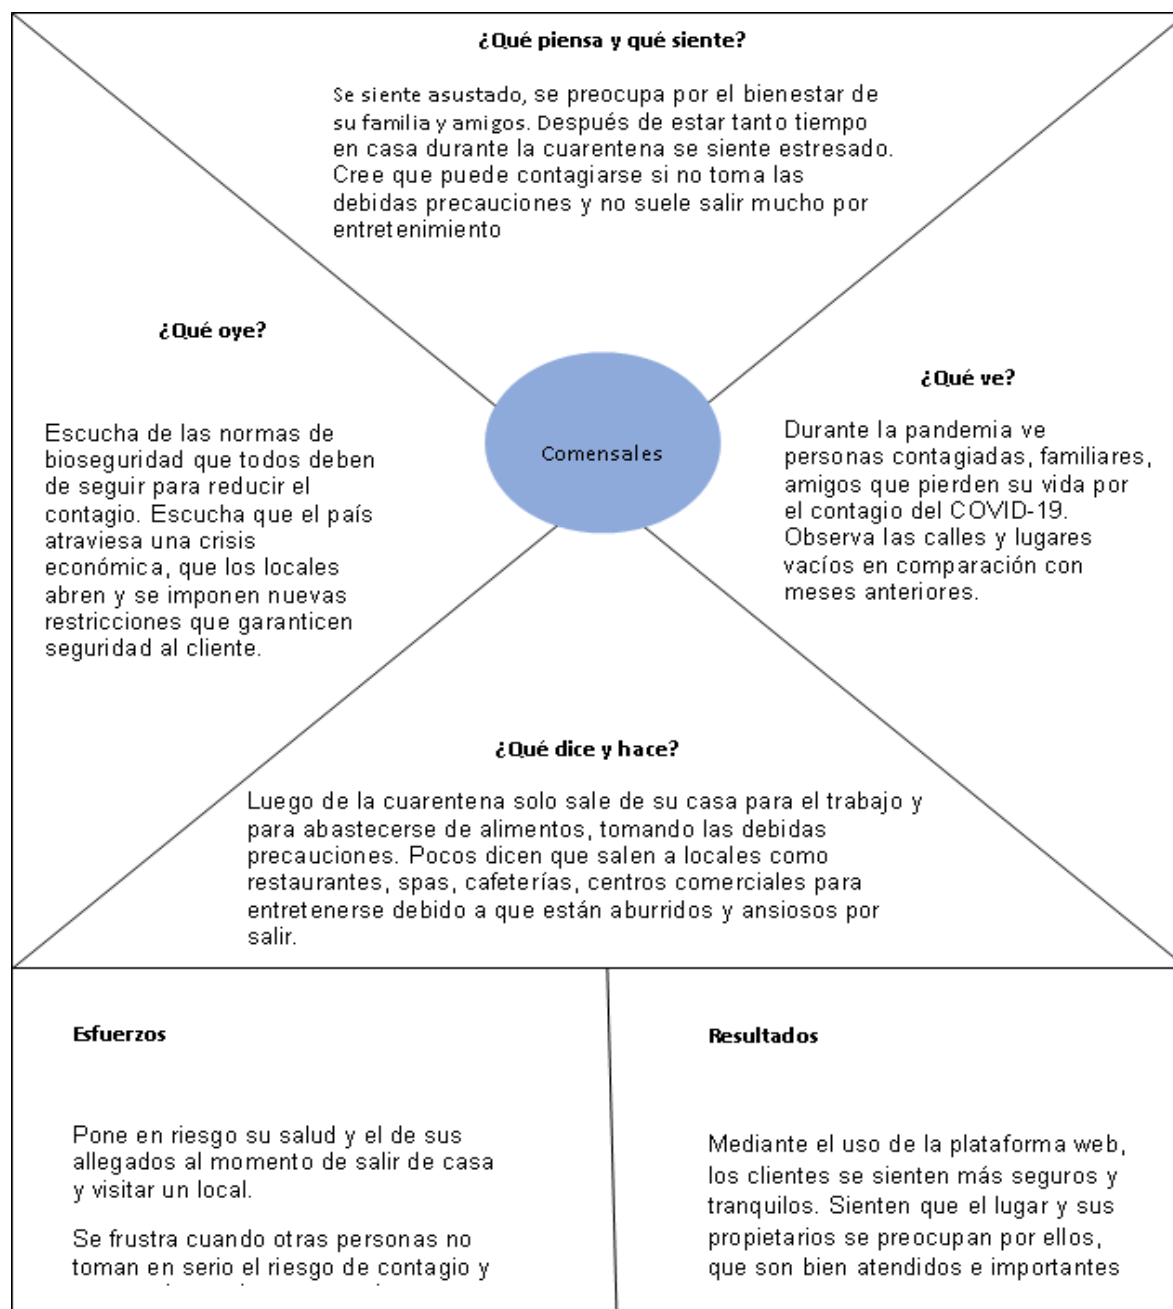 ¿Qué piensa y qué siente?
Se siente asustado, se preocupa por el bienestar de
su familia y amigos. Después de estar tanto tiempo
en casa durante la cuarentena se siente estresado.
Cree que puede contagiarse si no toma las
debidas precauciones y no suele salir mucho por
entretenimiento
¿Qué oye?
Escucha de las normas de
bioseguridad que todos deben
de seguir para reducir el
contagio. Escucha que el país
atraviesa una crisis
económica, que los locales
abren y se imponen nuevas
restricciones que garanticen
seguridad al cliente.
Comensales
¿Qué ve?
Durante la pandemia ve
personas contagiadas, familiares,
amigos que pierden su vida por
el contagio del COVID-19.
Observa las calles y lugares
vacíos en comparación con
meses anteriores.
¿Qué dice y hace?
Luego de la cuarentena solo sale de su casa para el trabajo y
para abastecerse de alimentos, tomando las debidas
precauciones. Pocos dicen que salen a locales como
restaurantes, spas, cafeterías, centros comerciales para
entretenerse debido a que están aburridos y ansiosos por
salir.
Esfuerzos
Pone en riesgo su salud y el de sus
allegados al momento de salir de casa
y visitar un local.
Se frustra cuando otras personas no
toman en serio el riesgo de contagio y
Resultados
Mediante el uso de la plataforma web,
los clientes se sienten más seguros y
tranquilos. Sienten que el lugar y sus
propietarios se preocupan por ellos,
que son bien atendidos e importantes